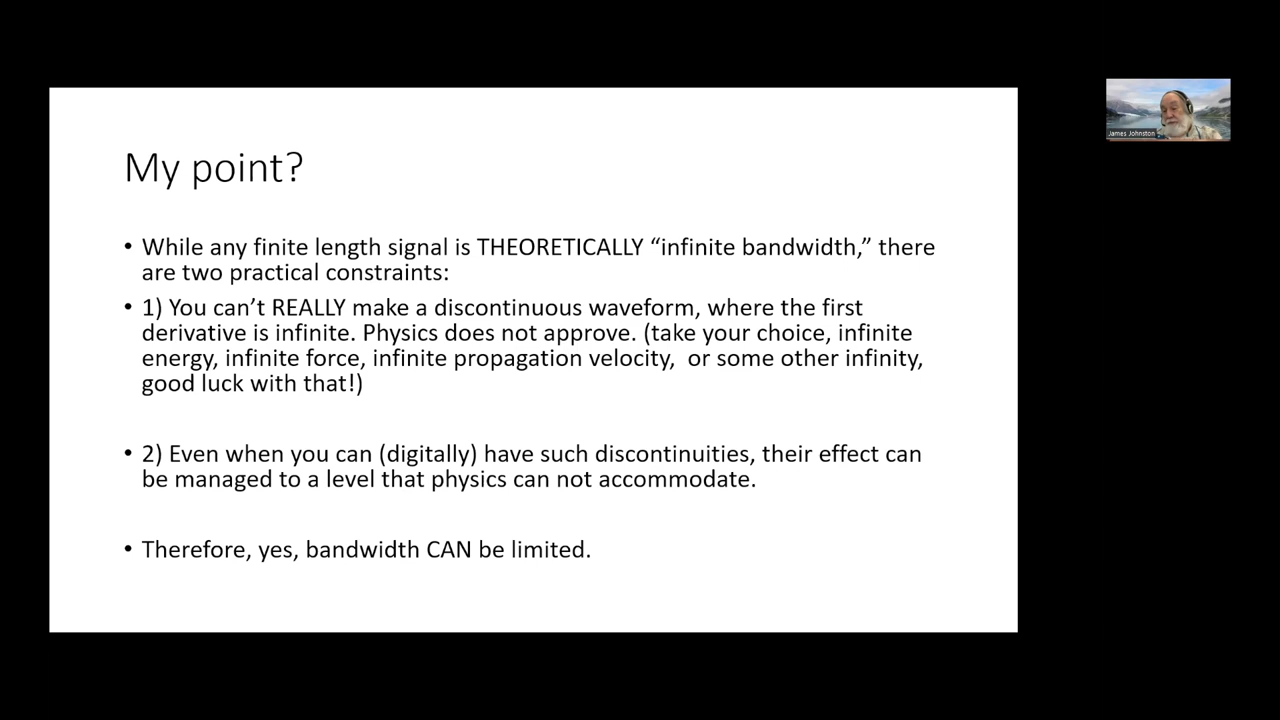 My point?
• While any finite length signal is THEORETICALLY “infinite bandwidth,” there
are two practical constraints:
• 1) You can’t REALLY make a discontinuous waveform, where the first
derivative is infinite. Physics does not approve. (take your choice, infinite
energy, infinite force, infinite propagation velocity,  or some other infinity,
good luck with that!)
• 2) Even when you can (digitally) have such discontinuities, their effect can
be managed to a level that physics can not accommodate.
• Therefore, yes, bandwidth CAN be limited.
James Johnston